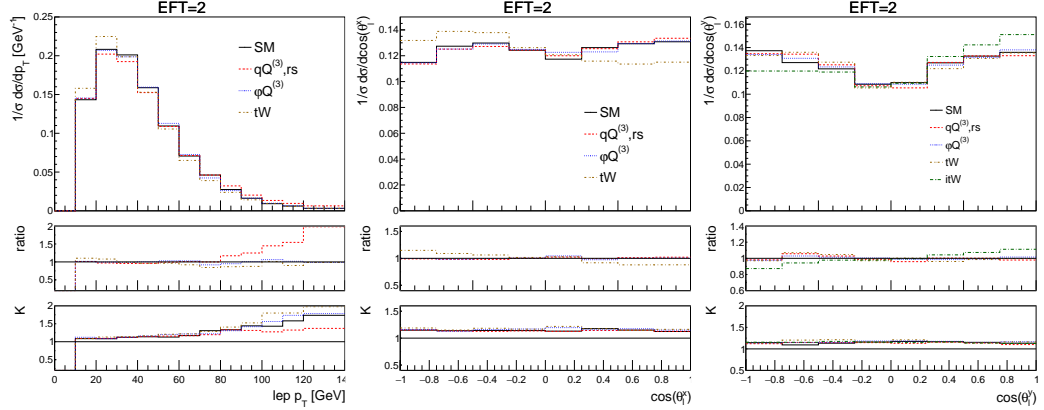 EFT=2
1/σ dσ/dp_T [GeV⁻¹]
0.25
0.2
0.15
0.1
0.05
0
SM
qQ⁽³⁾,rs
φQ⁽³⁾
tW
ratio
2
1.5
1
0.5
K
2
1.5
1
0.5
0 20 40 60 80 100 120 140
lep p_T [GeV]
EFT=2
1/σ dσ/dcos(θ_l^x)
0.14
0.12
0.1
0.08
0.06
0.04
0.02
0
SM
qQ⁽³⁾,rs
φQ⁽³⁾
tW
ratio
1.5
1
0.5
K
1.5
1
0.5
−1 −0.8 −0.6 −0.4 −0.2 0 0.2 0.4 0.6 0.8 1
cos(θ_l^x)
EFT=2
1/σ dσ/dcos(θ_l^y)
0.16
0.14
0.12
0.1
0.08
0.06
0.04
0.02
0
SM
qQ⁽³⁾,rs
φQ⁽³⁾
tW
itW
ratio
1.4
1.2
1
0.8
0.6
K
2
1.5
1
0.5
−1 −0.8 −0.6 −0.4 −0.2 0 0.2 0.4 0.6 0.8 1
cos(θ_l^y)